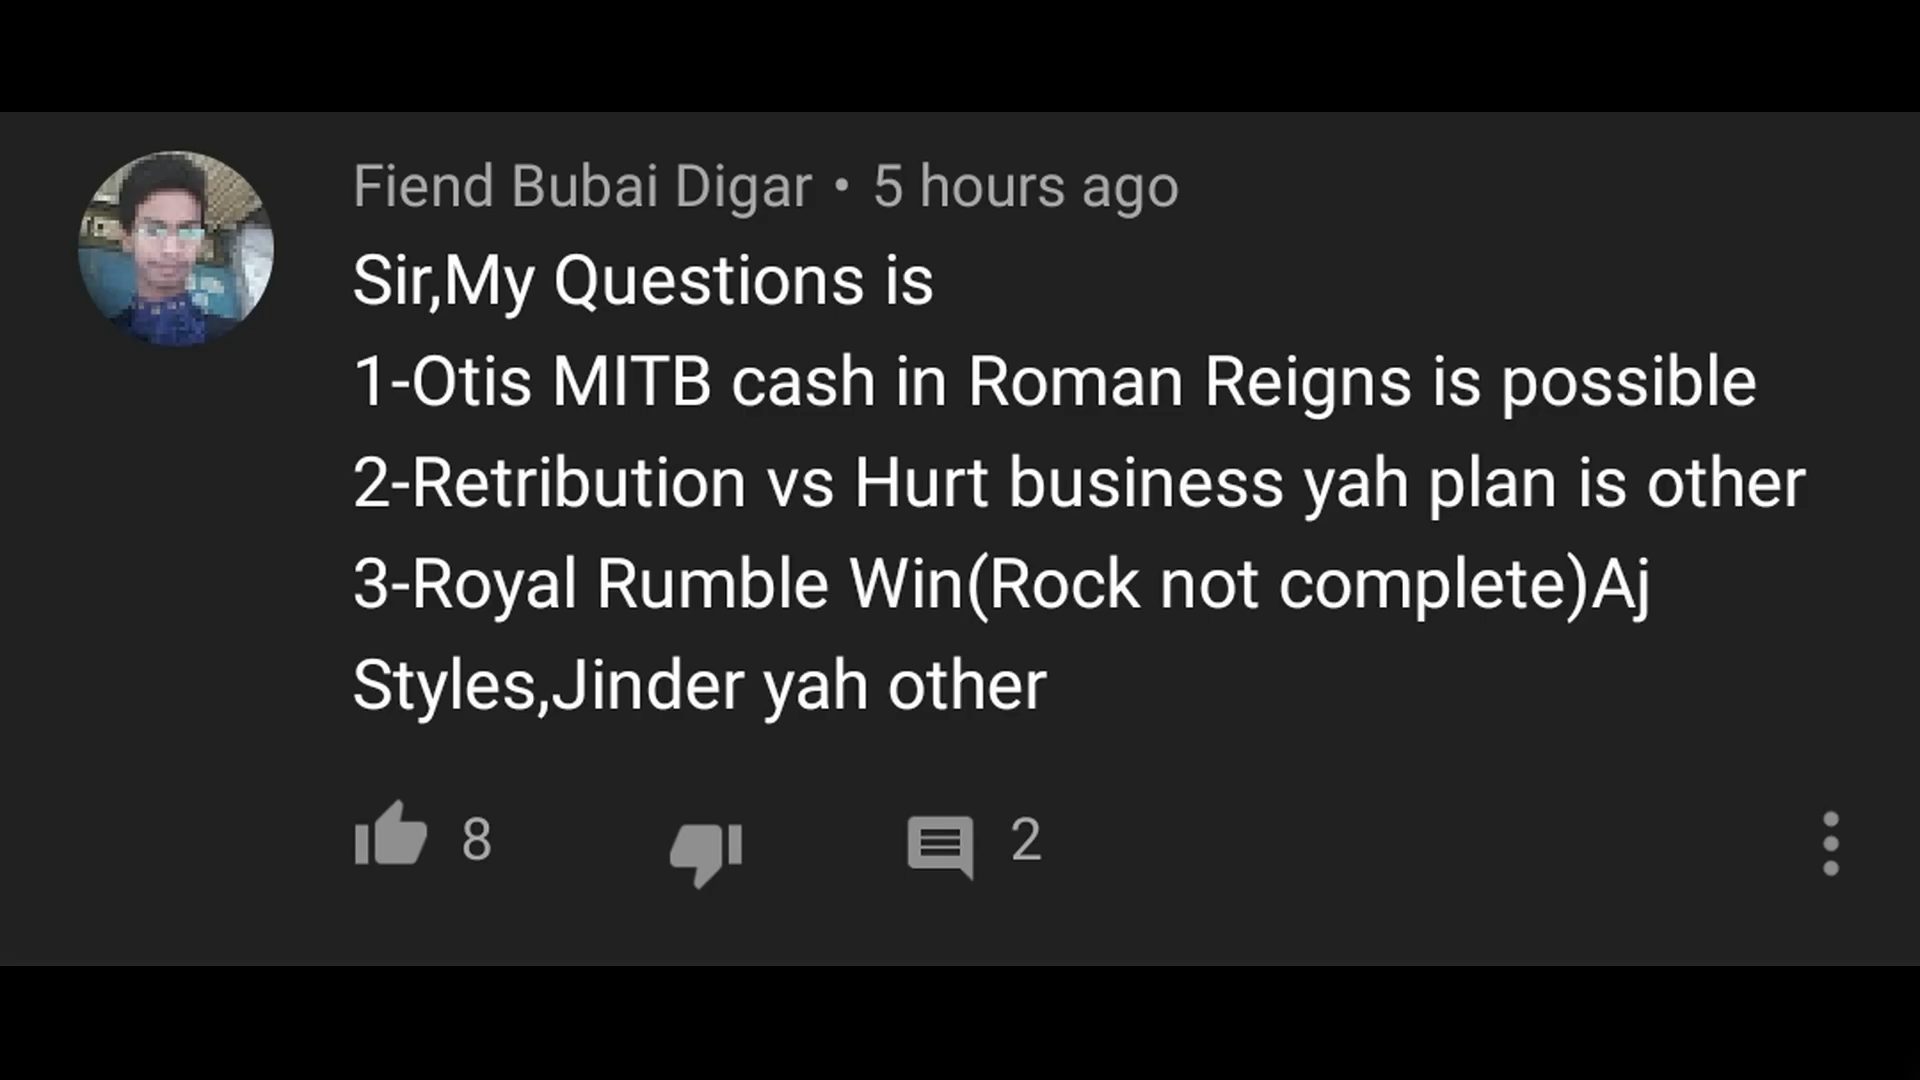 Fiend Bubai Digar • 5 hours ago
Sir,My Questions is
1-Otis MITB cash in Roman Reigns is possible
2-Retribution vs Hurt business yah plan is other
3-Royal Rumble Win(Rock not complete)Aj
Styles,Jinder yah other
8 2